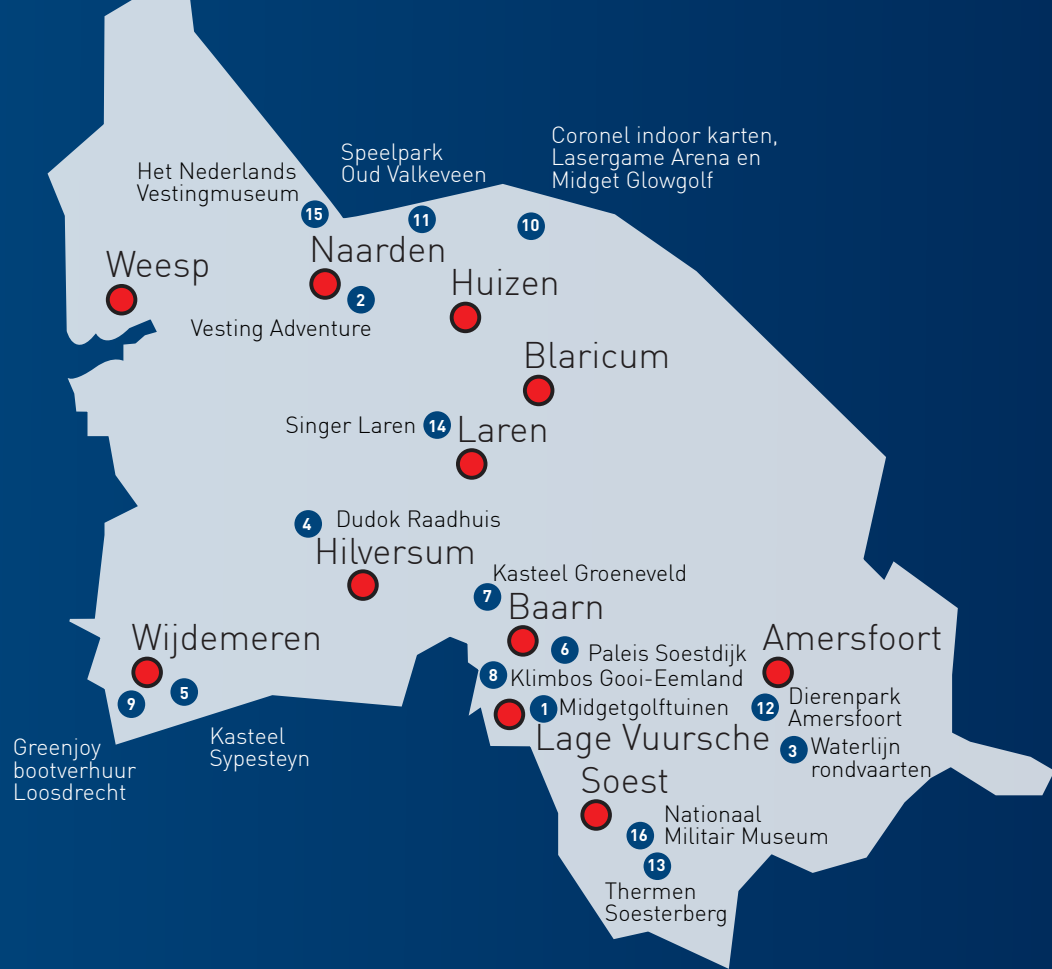 Coronel indoor karten,
Lasergame Arena en
Midget Glowgolf
10
Speelpark
Oud Valkeveen
11
Het Nederlands
Vestingmuseum
15
Naarden
2
Vesting Adventure
Weesp
Huizen
Blaricum
Singer Laren
14
Laren
4
Dudok Raadhuis
Hilversum
Kasteel Groeneveld
7
Baarn
6
Paleis Soestdijk
8
Klimbos Gooi-Eemland
1
Midgetgolftuinen
Lage Vuursche
Wijdemeren
9
5
Greenjoy
bootverhuur
Loosdrecht
Kasteel
Sypesteyn
Amersfoort
12
Dierenpark
Amersfoort
3
Waterlijn
rondvaarten
Soest
16
Nationaal
Militair Museum
13
Thermen
Soesterberg